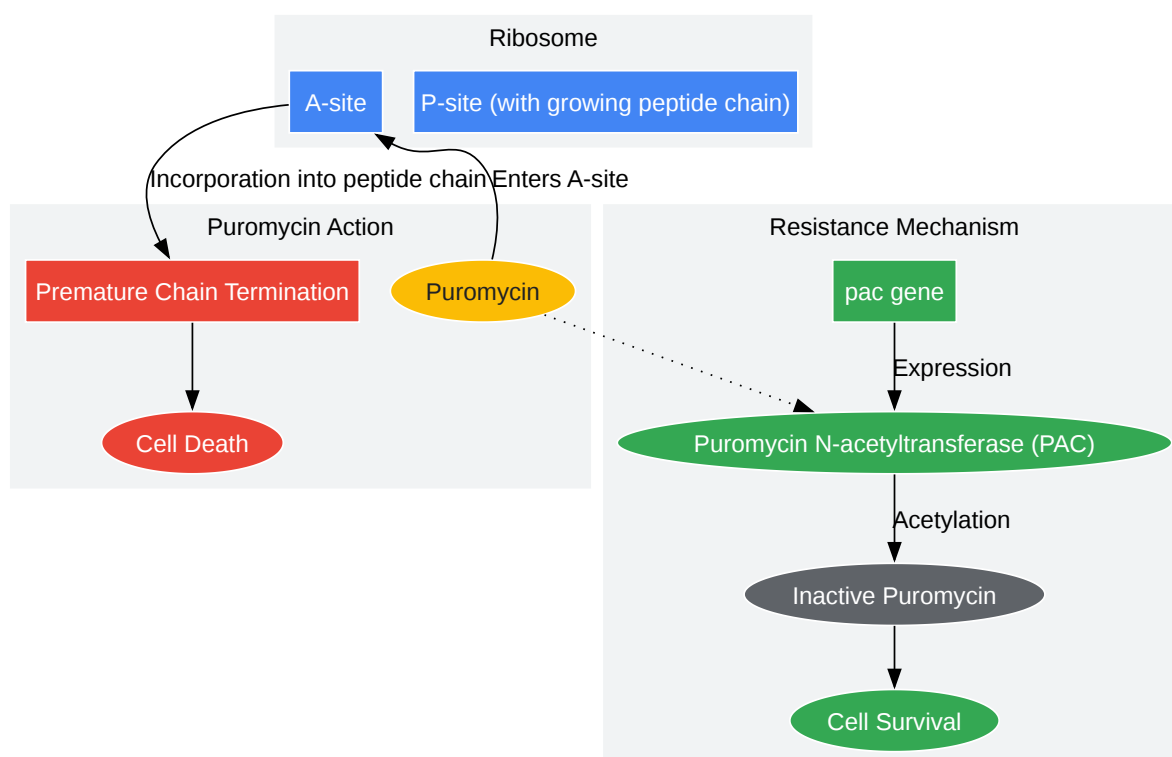 Ribosome
A-site
P-site (with growing peptide chain)
Incorporation into peptide chain
Enters A-site
Puromycin Action
Resistance Mechanism
Premature Chain Termination
Puromycin
pac gene
Expression
Cell Death
Puromycin N-acetyltransferase (PAC)
Acetylation
Inactive Puromycin
Cell Survival